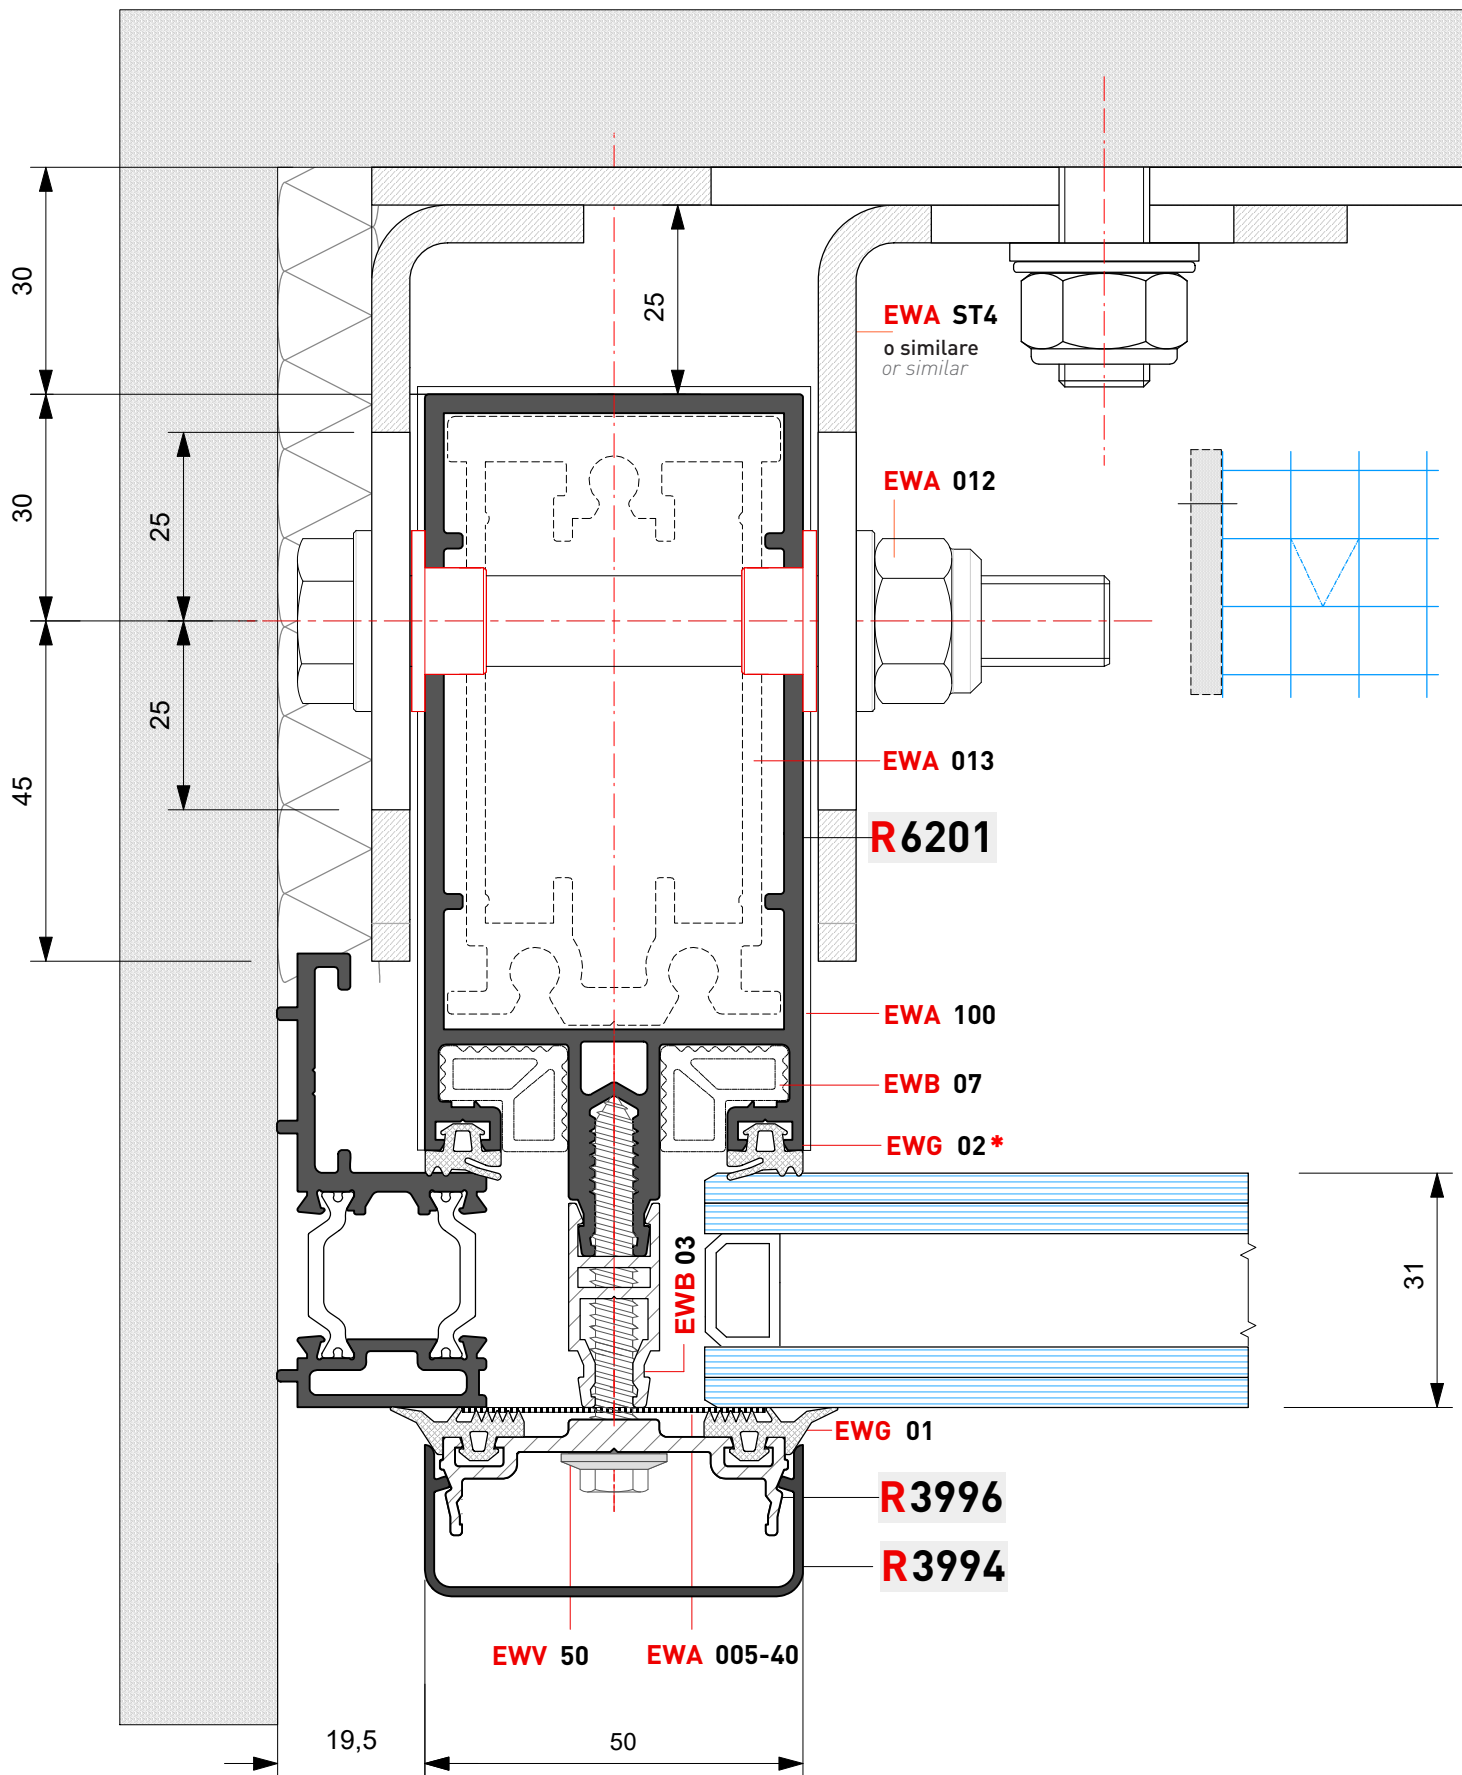 30
25
EWA ST4
o similare
or similar
30
25
EWA 012
25
45
EWA 013
R6201
EWA 100
EWB 07
EWG 02*
EWB 03
31
EWG 01
R3996
R3994
EWV 50
EWA 005-40
19,5
50